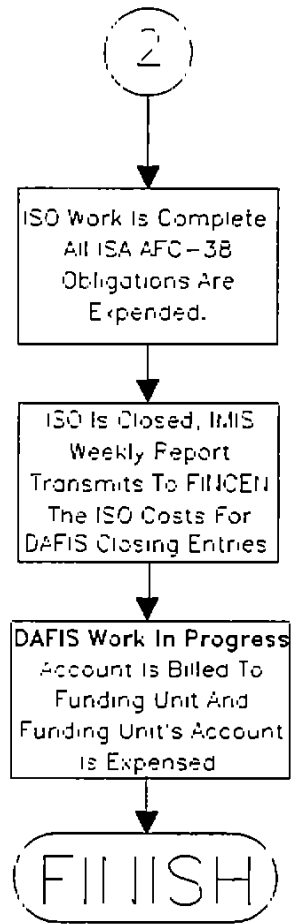 2
ISO Work Is Complete
All ISA AFC-38
Obligations Are
Expended.
ISO Is Closed, IMIS
Weekly Report
Transmits To FINCEN
The ISO Costs For
DAFIS Closing Entries
DAFIS Work In Progress
Account Is Billed To
Funding Unit And
Funding Unit's Account
Is Expensed
FINISH